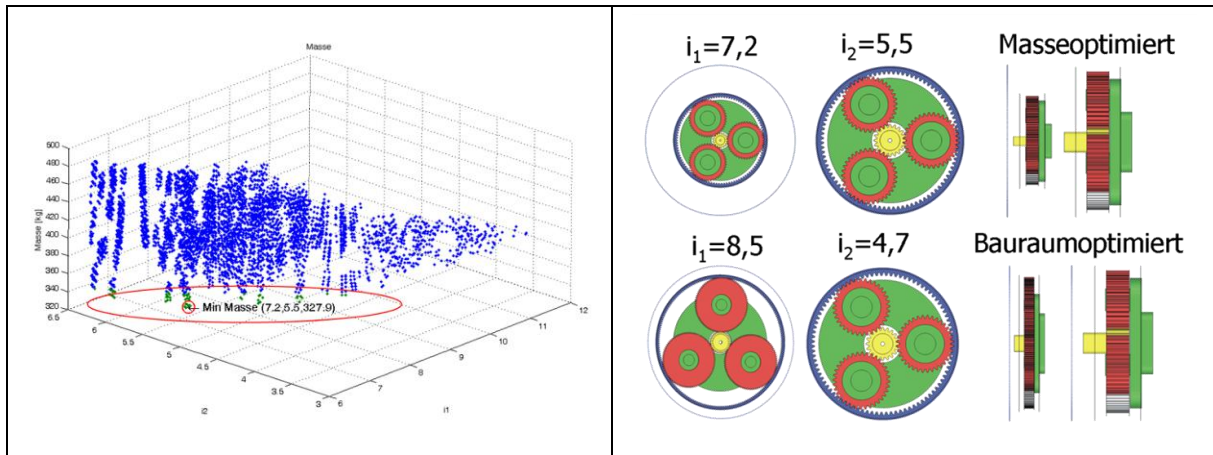 Masse
600
480
460
440
420
400
380
360
340
320
Masse [kg]
6.5
6
5.5
5
4.5
4
3.5
3
i2
6
7
8
9
10
11
12
i1
Min Masse (7.2,5.5,327.9)
i1=7,2
i2=5,5
Masseoptimiert
i1=8,5
i2=4,7
Bauraumoptimiert